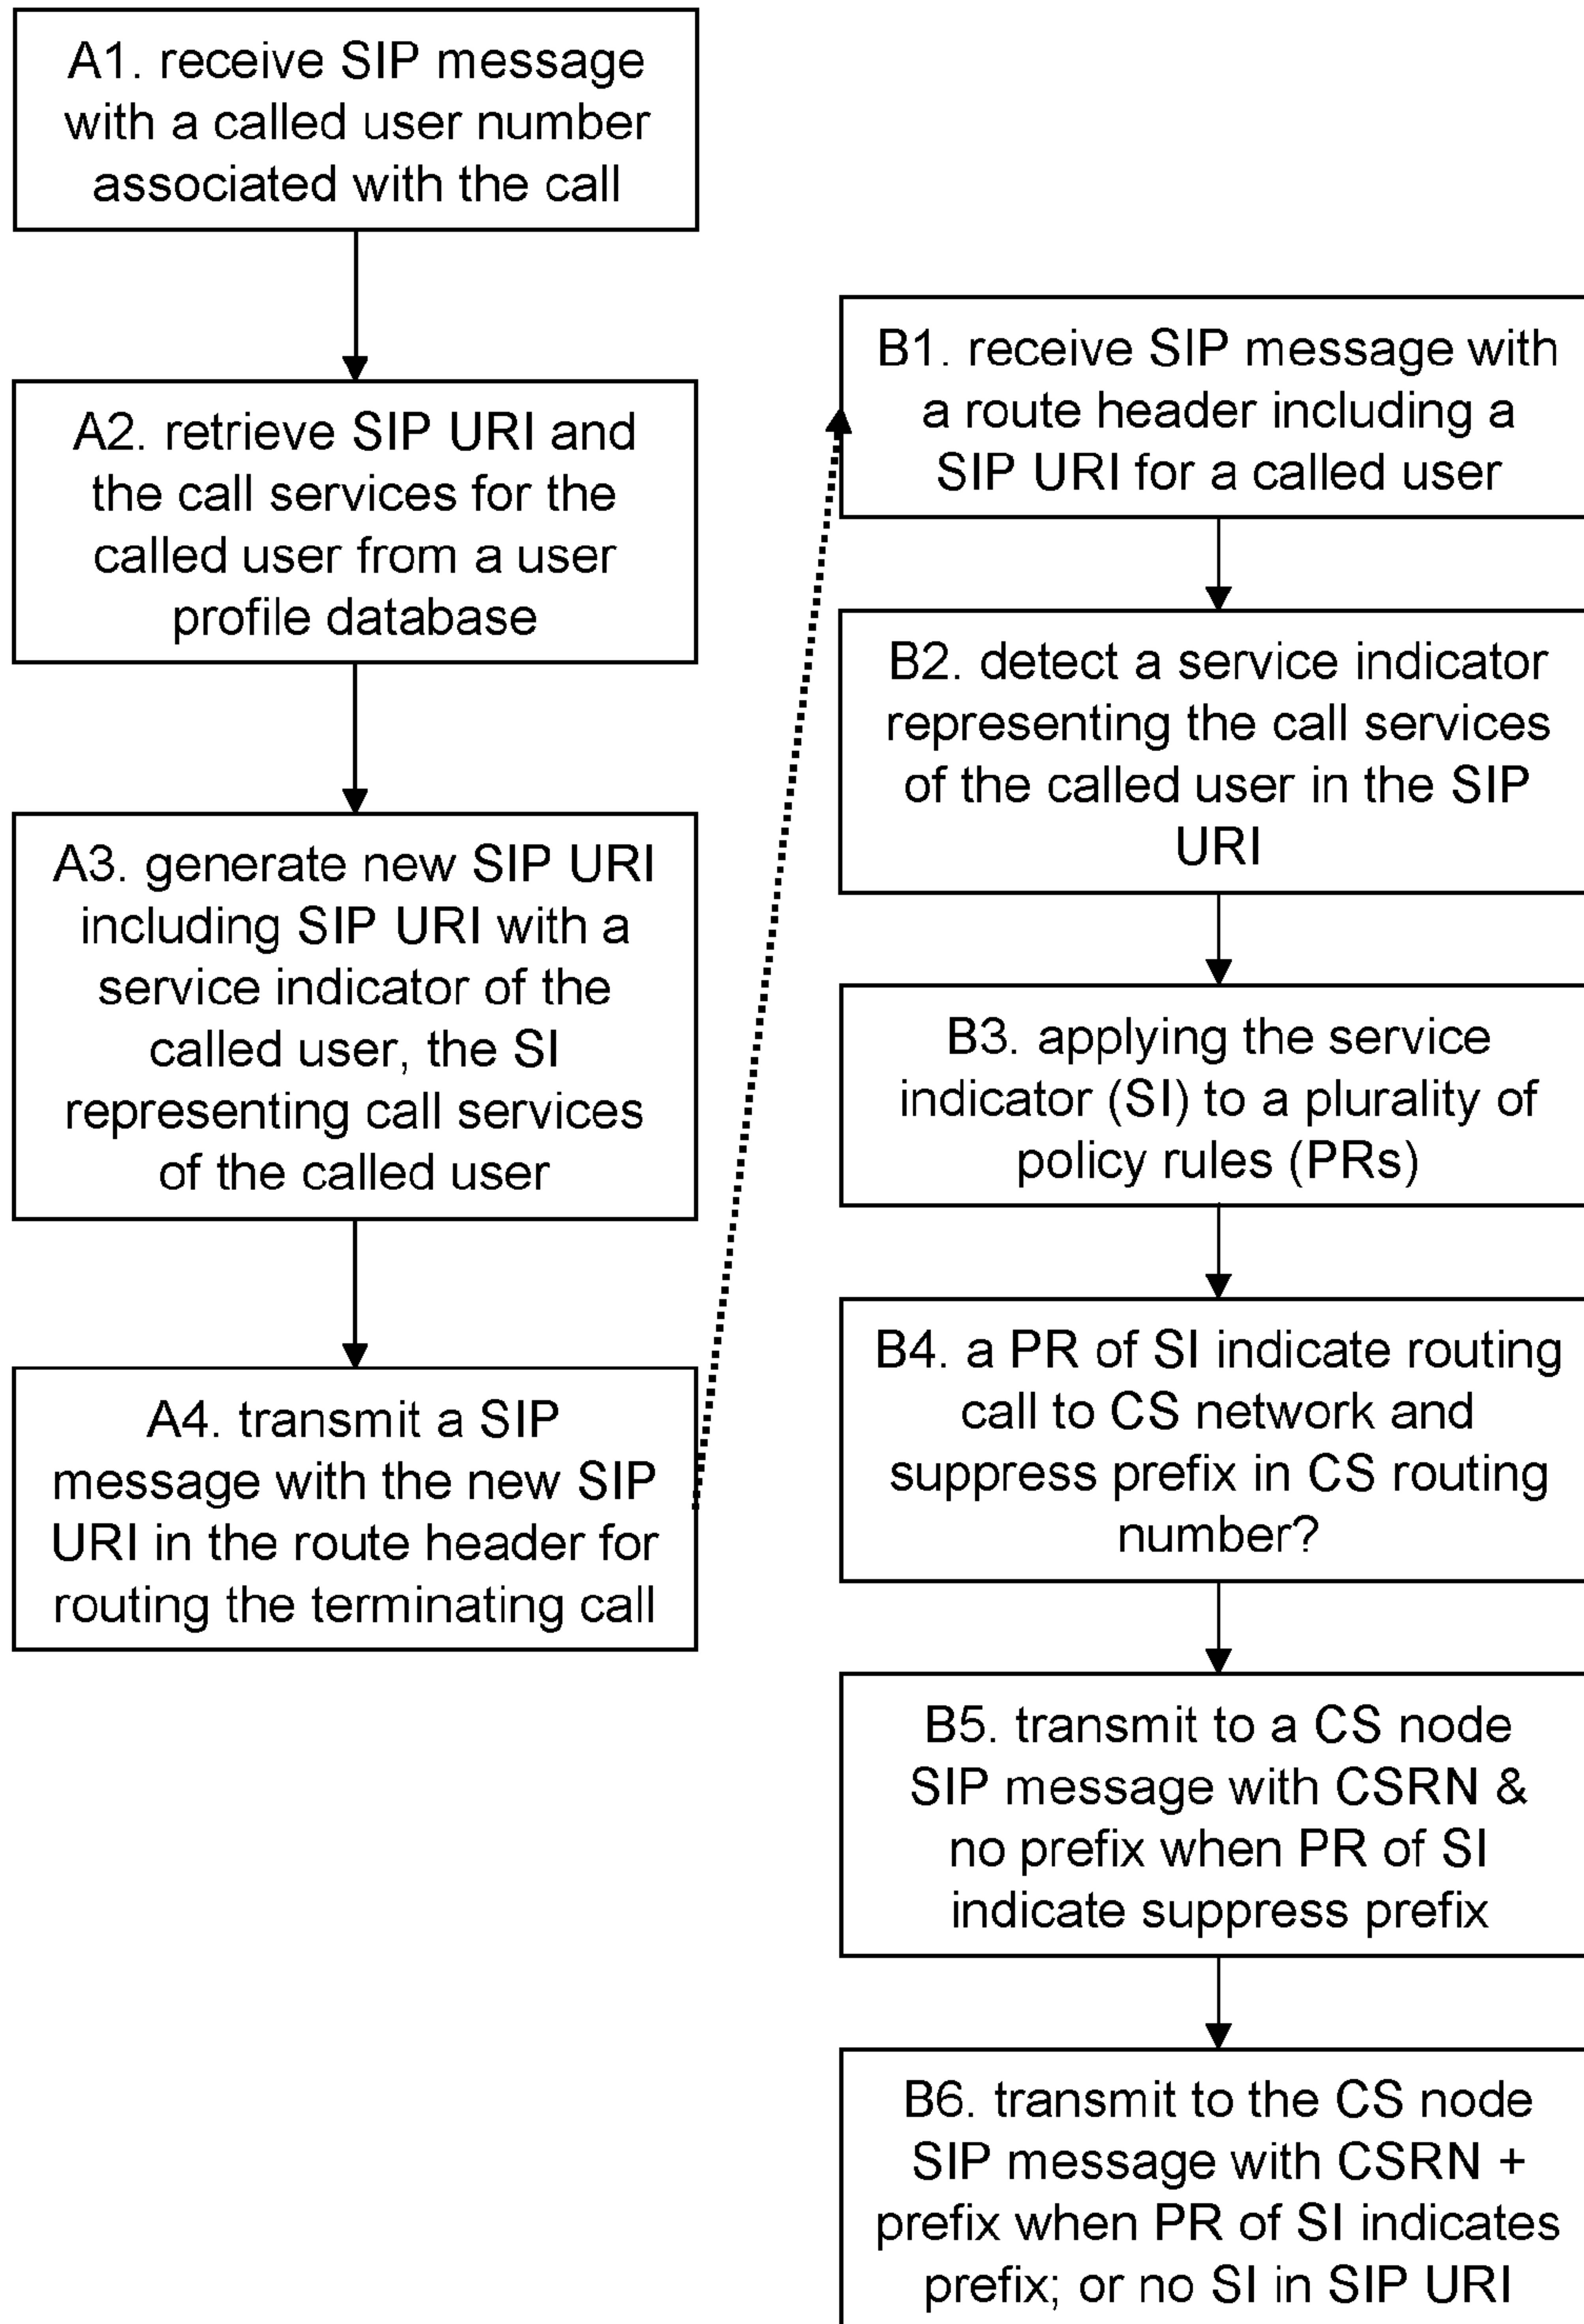 A1. receive SIP message
with a called user number
associated with the call
A2. retrieve SIP URI and
the call services for the
called user from a user
profile database
A3. generate new SIP URI
including SIP URI with a
service indicator of the
called user, the SI
representing call services
of the called user
A4. transmit a SIP
message with the new SIP
URI in the route header for
routing the terminating call
B1. receive SIP message with
a route header including a
SIP URI for a called user
B2. detect a service indicator
representing the call services
of the called user in the SIP
URI
B3. applying the service
indicator (SI) to a plurality of
policy rules (PRs)
B4. a PR of SI indicate routing
call to CS network and
suppress prefix in CS routing
number?
B5. transmit to a CS node
SIP message with CSRN &
no prefix when PR of SI
indicate suppress prefix
B6. transmit to the CS node
SIP message with CSRN +
prefix when PR of SI indicates
prefix; or no SI in SIP URI